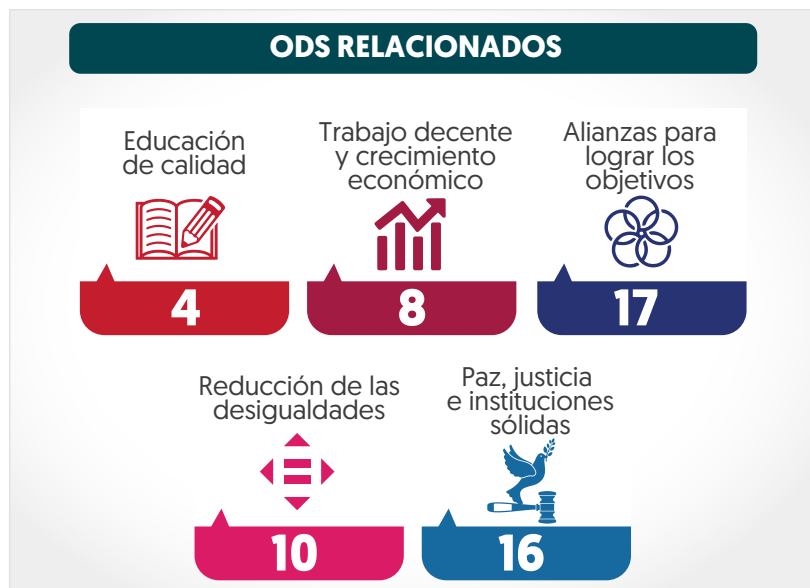 ODS RELACIONADOS
Educación
de calidad
4
Trabajo decente
y crecimiento
económico
8
Alianzas para
lograr los
objetivos
17
Reducción de las
desigualdades
10
Paz, justicia
e instituciones
sólidas
16